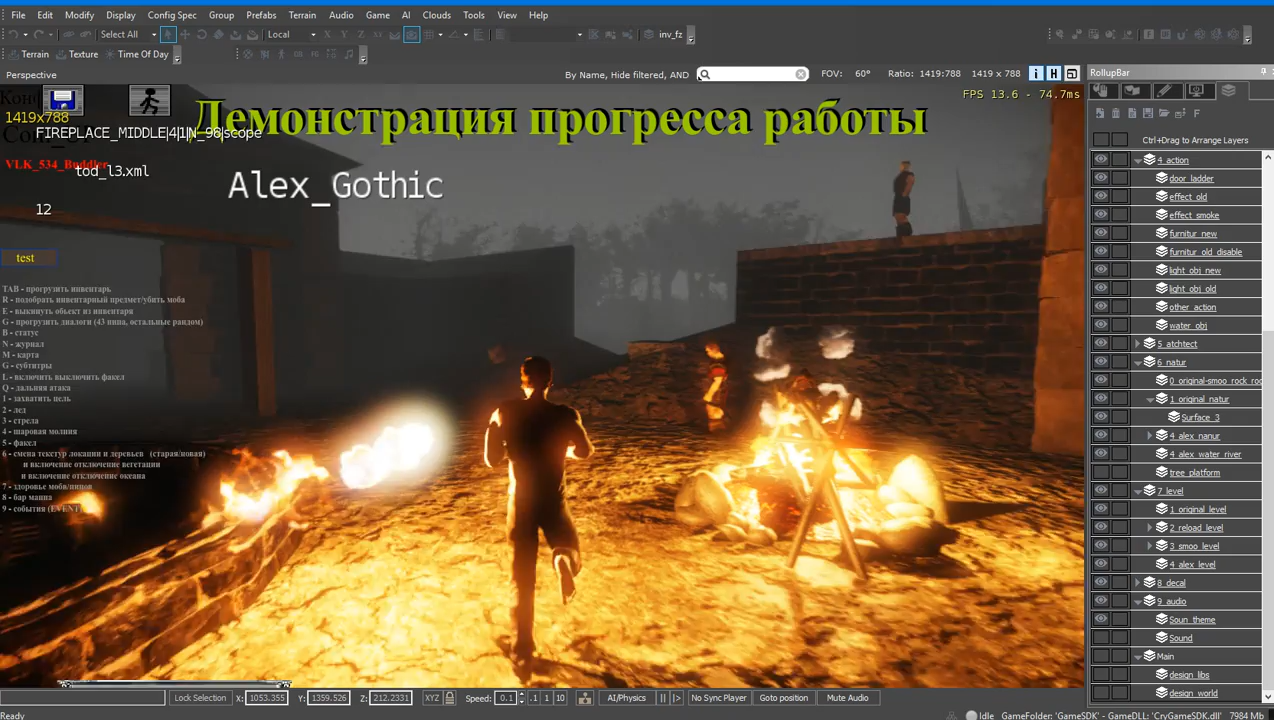 File Edit Modify Display Config Spec Group Prefabs Terrain Audio Game AI Clouds Tools View Help
Select All Local X Y Z inv_fz
Terrain Texture Time Of Day
Perspective By Name, Hide filtered, AND FOV: 60° Ratio: 1419:788 1419 x 788 i H RollupBar
FPS 13.6 - 74.7ms
Демонстрация прогресса работы
1419x788
FIREPLACE_MIDDLE|4|1|N_96|scope
VLK_534_Buddler
tod_l3.xml
Alex_Gothic
12
test
TAB - прогрузить инвентарь
R - подобрать инвентарный предмет/убить моба
E - выкинуть объект из инвентаря
G - прогрузить диалоги (43 нипа, остальные рандом)
B - статус
N - журнал
M - карта
G - субтитры
L - включить выключить факел
Q - дальняя атака
1 - захватить цель
2 - лед
3 - стрела
4 - шаровая молния
5 - факел
6 - смена текстур локации и деревьев (старая/новая)
и включение отключение вегетации
и включение отключение океана
7 - здоровье моба/нипов
8 - бар манна
9 - события (EVENT)
Ctrl+Drag to Arrange Layers
4_action
door_ladder
effect_old
effect_smoke
furnitur_new
furnitur_old_disable
light_obj_new
light_obj_old
other_action
water_obj
5_atchtect
6_natur
0_original-smoo_rock_roc
1_original_natur
Surface_3
4_alex_nanur
4_alex_water_river
tree_platform
7_level
1_original_level
2_reload_level
3_smoo_level
4_alex_level
8_decal
9_audio
Soun_theme
Sound
Main
design_libs
design_world
Lock Selection X: 1053.355 Y: 1359.526 Z: 212.2331 XYZ Speed: 0.1 .1 1 10 AI/Physics No Sync Player Goto position Mute Audio
Ready Idle GameFolder: 'GameSDK' - GameDLL: 'CryGameSDK.dll' 7984 Mb